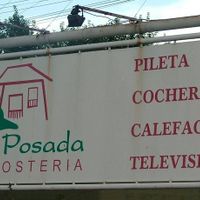 Posada
OSTERIA
PILETA
COCHER
CALEFAC
TELEVISI